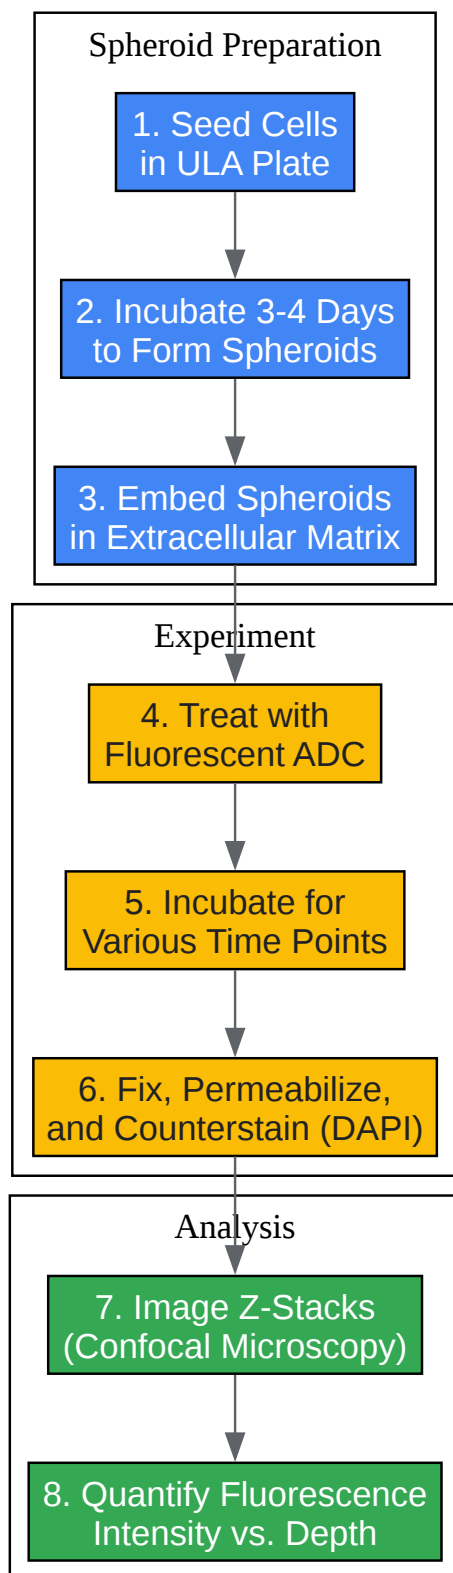 Spheroid Preparation
1. Seed Cells
in ULA Plate
2. Incubate 3-4 Days
to Form Spheroids
3. Embed Spheroids
in Extracellular Matrix
Experiment
4. Treat with
Fluorescent ADC
5. Incubate for
Various Time Points
6. Fix, Permeabilize,
and Counterstain (DAPI)
Analysis
7. Image Z-Stacks
(Confocal Microscopy)
8. Quantify Fluorescence
Intensity vs. Depth